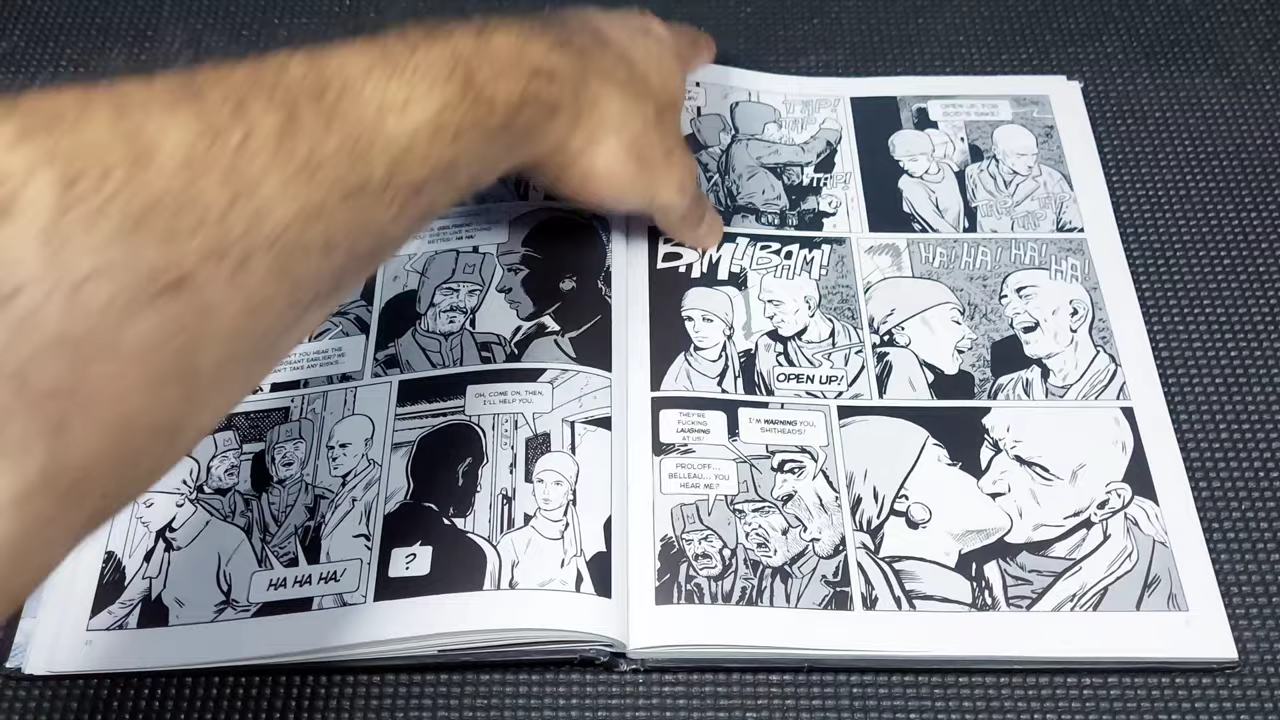 GIRLFRIEND
SHE'D LIKE NOTHING
BETTER! HA HA!
YOU HEAR THE
SERGEANT EARLIER? WE
CAN'T TAKE ANY RISKS...
HA HA HA!
OH, COME ON, THEN,
I'LL HELP YOU.
?
TAP!
TAP
TAP!
OPEN UP, FOR
GOD'S SAKE!
TAP
TAP
TAP
BAM! BAM!
OPEN UP!
HA! HA! HA! HA!
THEY'RE
FUCKING
LAUGHING
AT US!
I'M WARNING YOU,
SHITHEADS!
PROLOFF...
BELLEAU... YOU
HEAR ME?